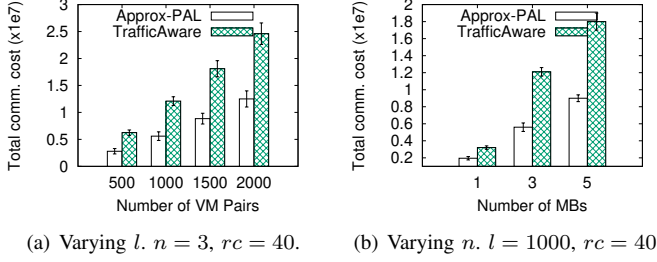 Total comm. cost (x1e7)
3
2.5
2
1.5
1
0.5
0
Approx-PAL
TrafficAware
500 1000 1500 2000
Number of VM Pairs
(a) Varying l. n = 3, rc = 40.
Total comm. cost (x1e7)
2
1.8
1.6
1.4
1.2
1
0.8
0.6
0.4
0.2
Approx-PAL
TrafficAware
1 3 5
Number of MBs
(b) Varying n. l = 1000, rc = 40